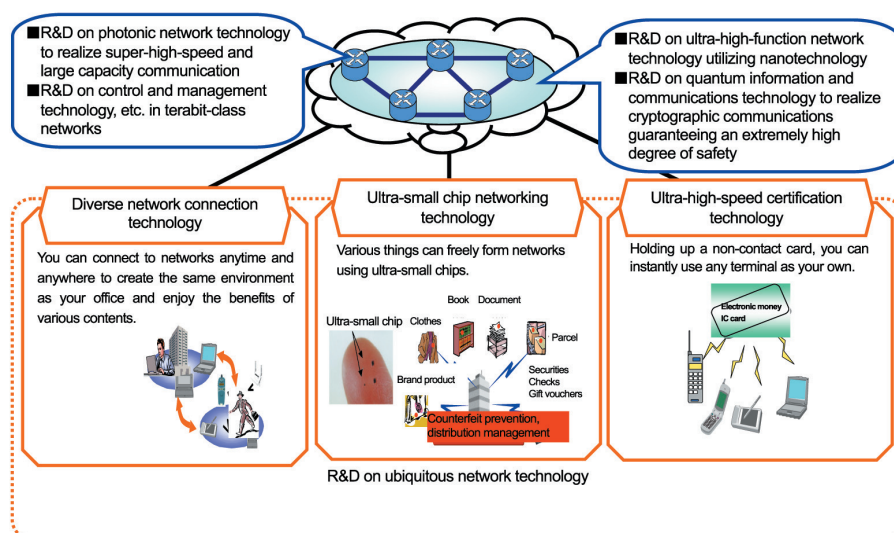 ■R&D on photonic network technology
to realize super-high-speed and
large capacity communication
■R&D on control and management
technology, etc. in terabit-class
networks
■R&D on ultra-high-function network
technology utilizing nanotechnology
■R&D on quantum information and
communications technology to realize
cryptographic communications
guaranteeing an extremely high
degree of safety
Diverse network connection
technology
You can connect to networks anytime and
anywhere to create the same environment
as your office and enjoy the benefits of
various contents.
Ultra-small chip networking
technology
Various things can freely form networks
using ultra-small chips.
Book Document
Ultra-small chip
Clothes
Parcel
Brand product
Securities
Checks
Gift vouchers
Counterfeit prevention,
distribution management
Ultra-high-speed certification
technology
Holding up a non-contact card, you can
instantly use any terminal as your own.
Electronic money
IC card
R&D on ubiquitous network technology